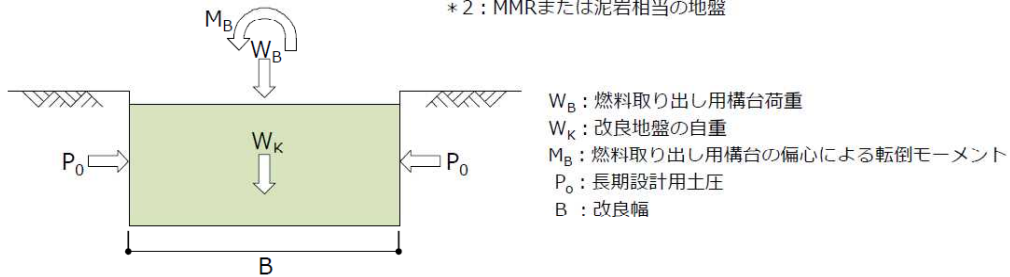 *2：MMRまたは泥岩相当の地盤
M_B
W_B
W_K
P_0
P_0
B
W_B：燃料取り出し用構台荷重
W_K：改良地盤の自重
M_B：燃料取り出し用構台の偏心による転倒モーメント
P_o：長期設計用土圧
B ：改良幅